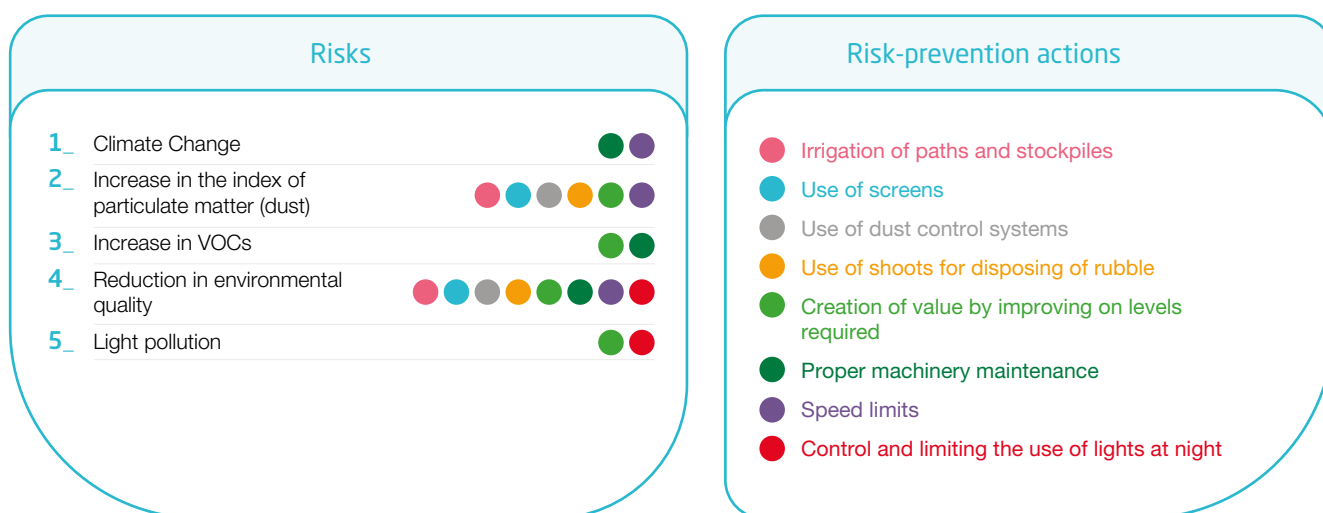 Risks
1_ Climate Change
2_ Increase in the index of
particulate matter (dust)
3_ Increase in VOCs
4_ Reduction in environmental
quality
5_ Light pollution
Risk-prevention actions
Irrigation of paths and stockpiles
Use of screens
Use of dust control systems
Use of shoots for disposing of rubble
Creation of value by improving on levels
required
Proper machinery maintenance
Speed limits
Control and limiting the use of lights at night